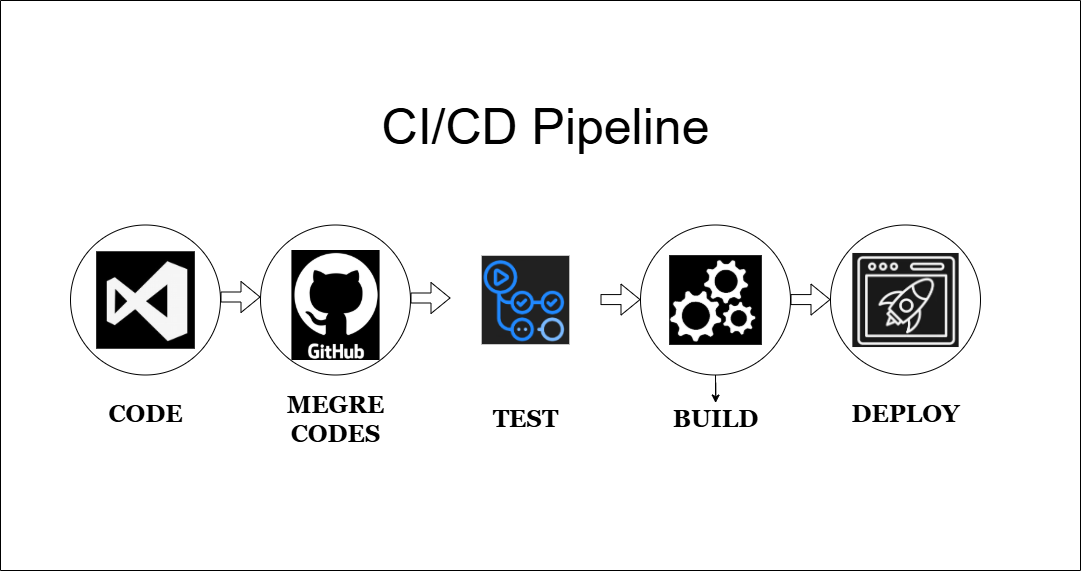 CI/CD Pipeline
GitHub
CODE
MEGRE
CODES
TEST
BUILD
DEPLOY